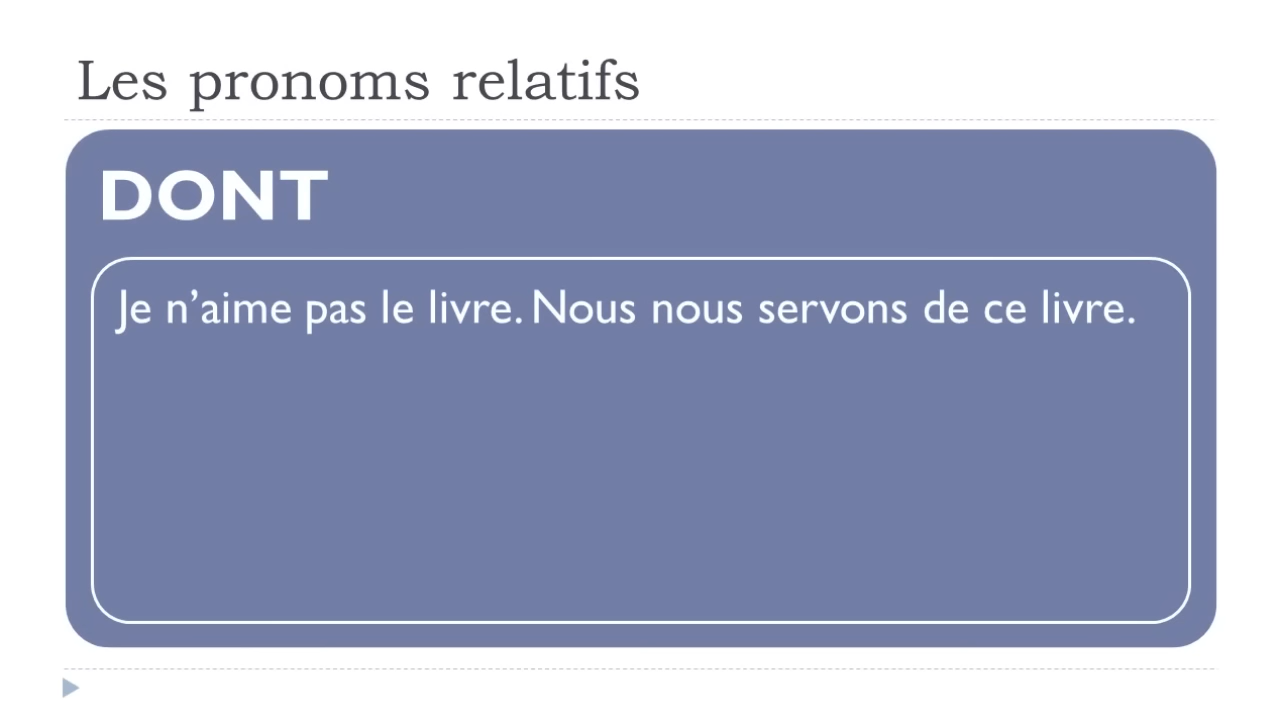 Les pronoms relatifs
DONT
Je n’aime pas le livre. Nous nous servons de ce livre.